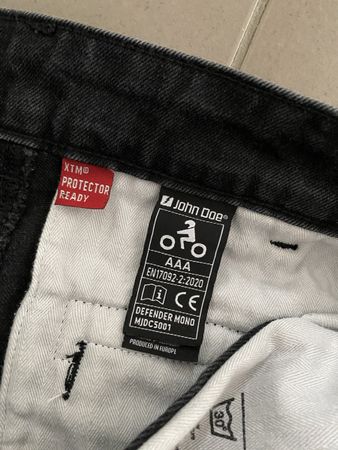 XTM®
PROTECTOR
READY
John Doe®
AAA
EN17092-2:2020
i CE
DEFENDER MONO
MJDC5001
PRODUCED IN EUROPE
30°